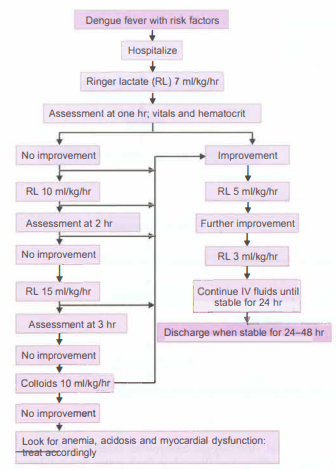 Dengue fever with risk factors
Hospitalize
Ringer lactate (RL) 7 ml/kg/hr
Assessment at one hr; vitals and hematocrit
No improvement
Improvement
RL 10 ml/kg/hr
RL 5 ml/kg/hr
Assessment at 2 hr
Further improvement
No improvement
RL 3 ml/kg/hr
RL 15 ml/kg/hr
Continue IV fluids until
stable for 24 hr
Assessment at 3 hr
Discharge when stable for 24–48 hr
No improvement
Colloids 10 ml/kg/hr
No improvement
Look for anemia, acidosis and myocardial dysfunction:
treat accordingly